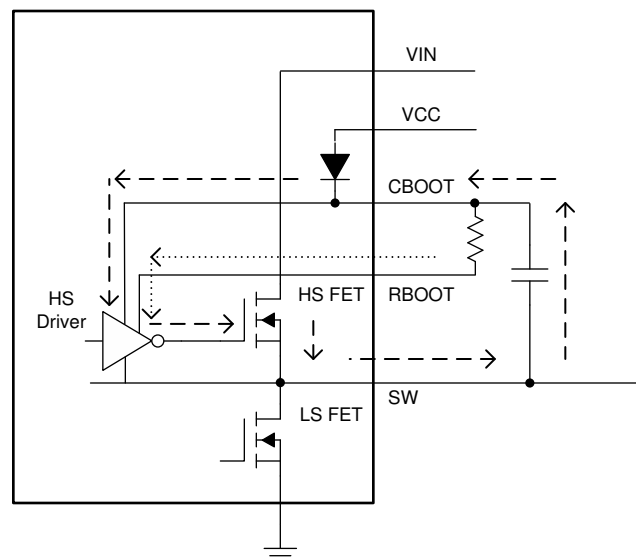 VIN
VCC
CBOOT
HS FET
RBOOT
HS
Driver
SW
LS FET